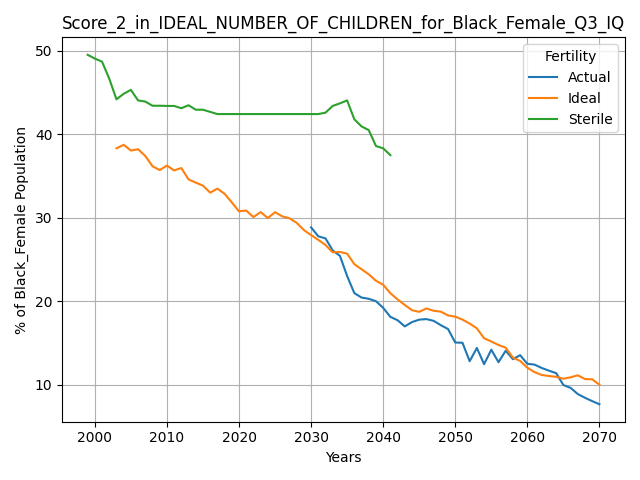 Score_2_in_IDEAL_NUMBER_OF_CHILDREN_for_Black_Female_Q3_IQ
% of Black_Female Population
50
40
30
20
10
Fertility
Actual
Ideal
Sterile
2000 2010 2020 2030 2040 2050 2060 2070
Years